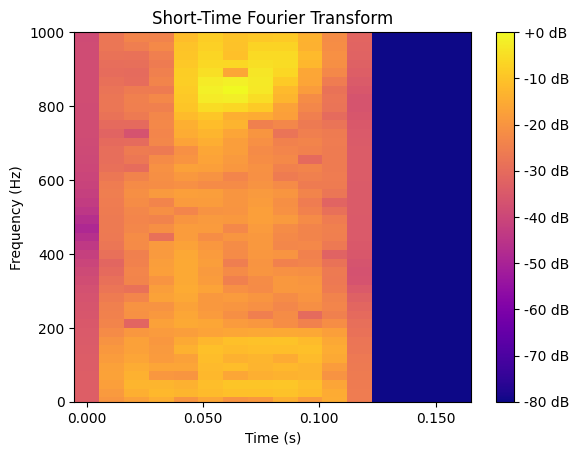 Short-Time Fourier Transform
Frequency (Hz)
1000
800
600
400
200
0
0.000
0.050
0.100
0.150
Time (s)
+0 dB
-10 dB
-20 dB
-30 dB
-40 dB
-50 dB
-60 dB
-70 dB
-80 dB